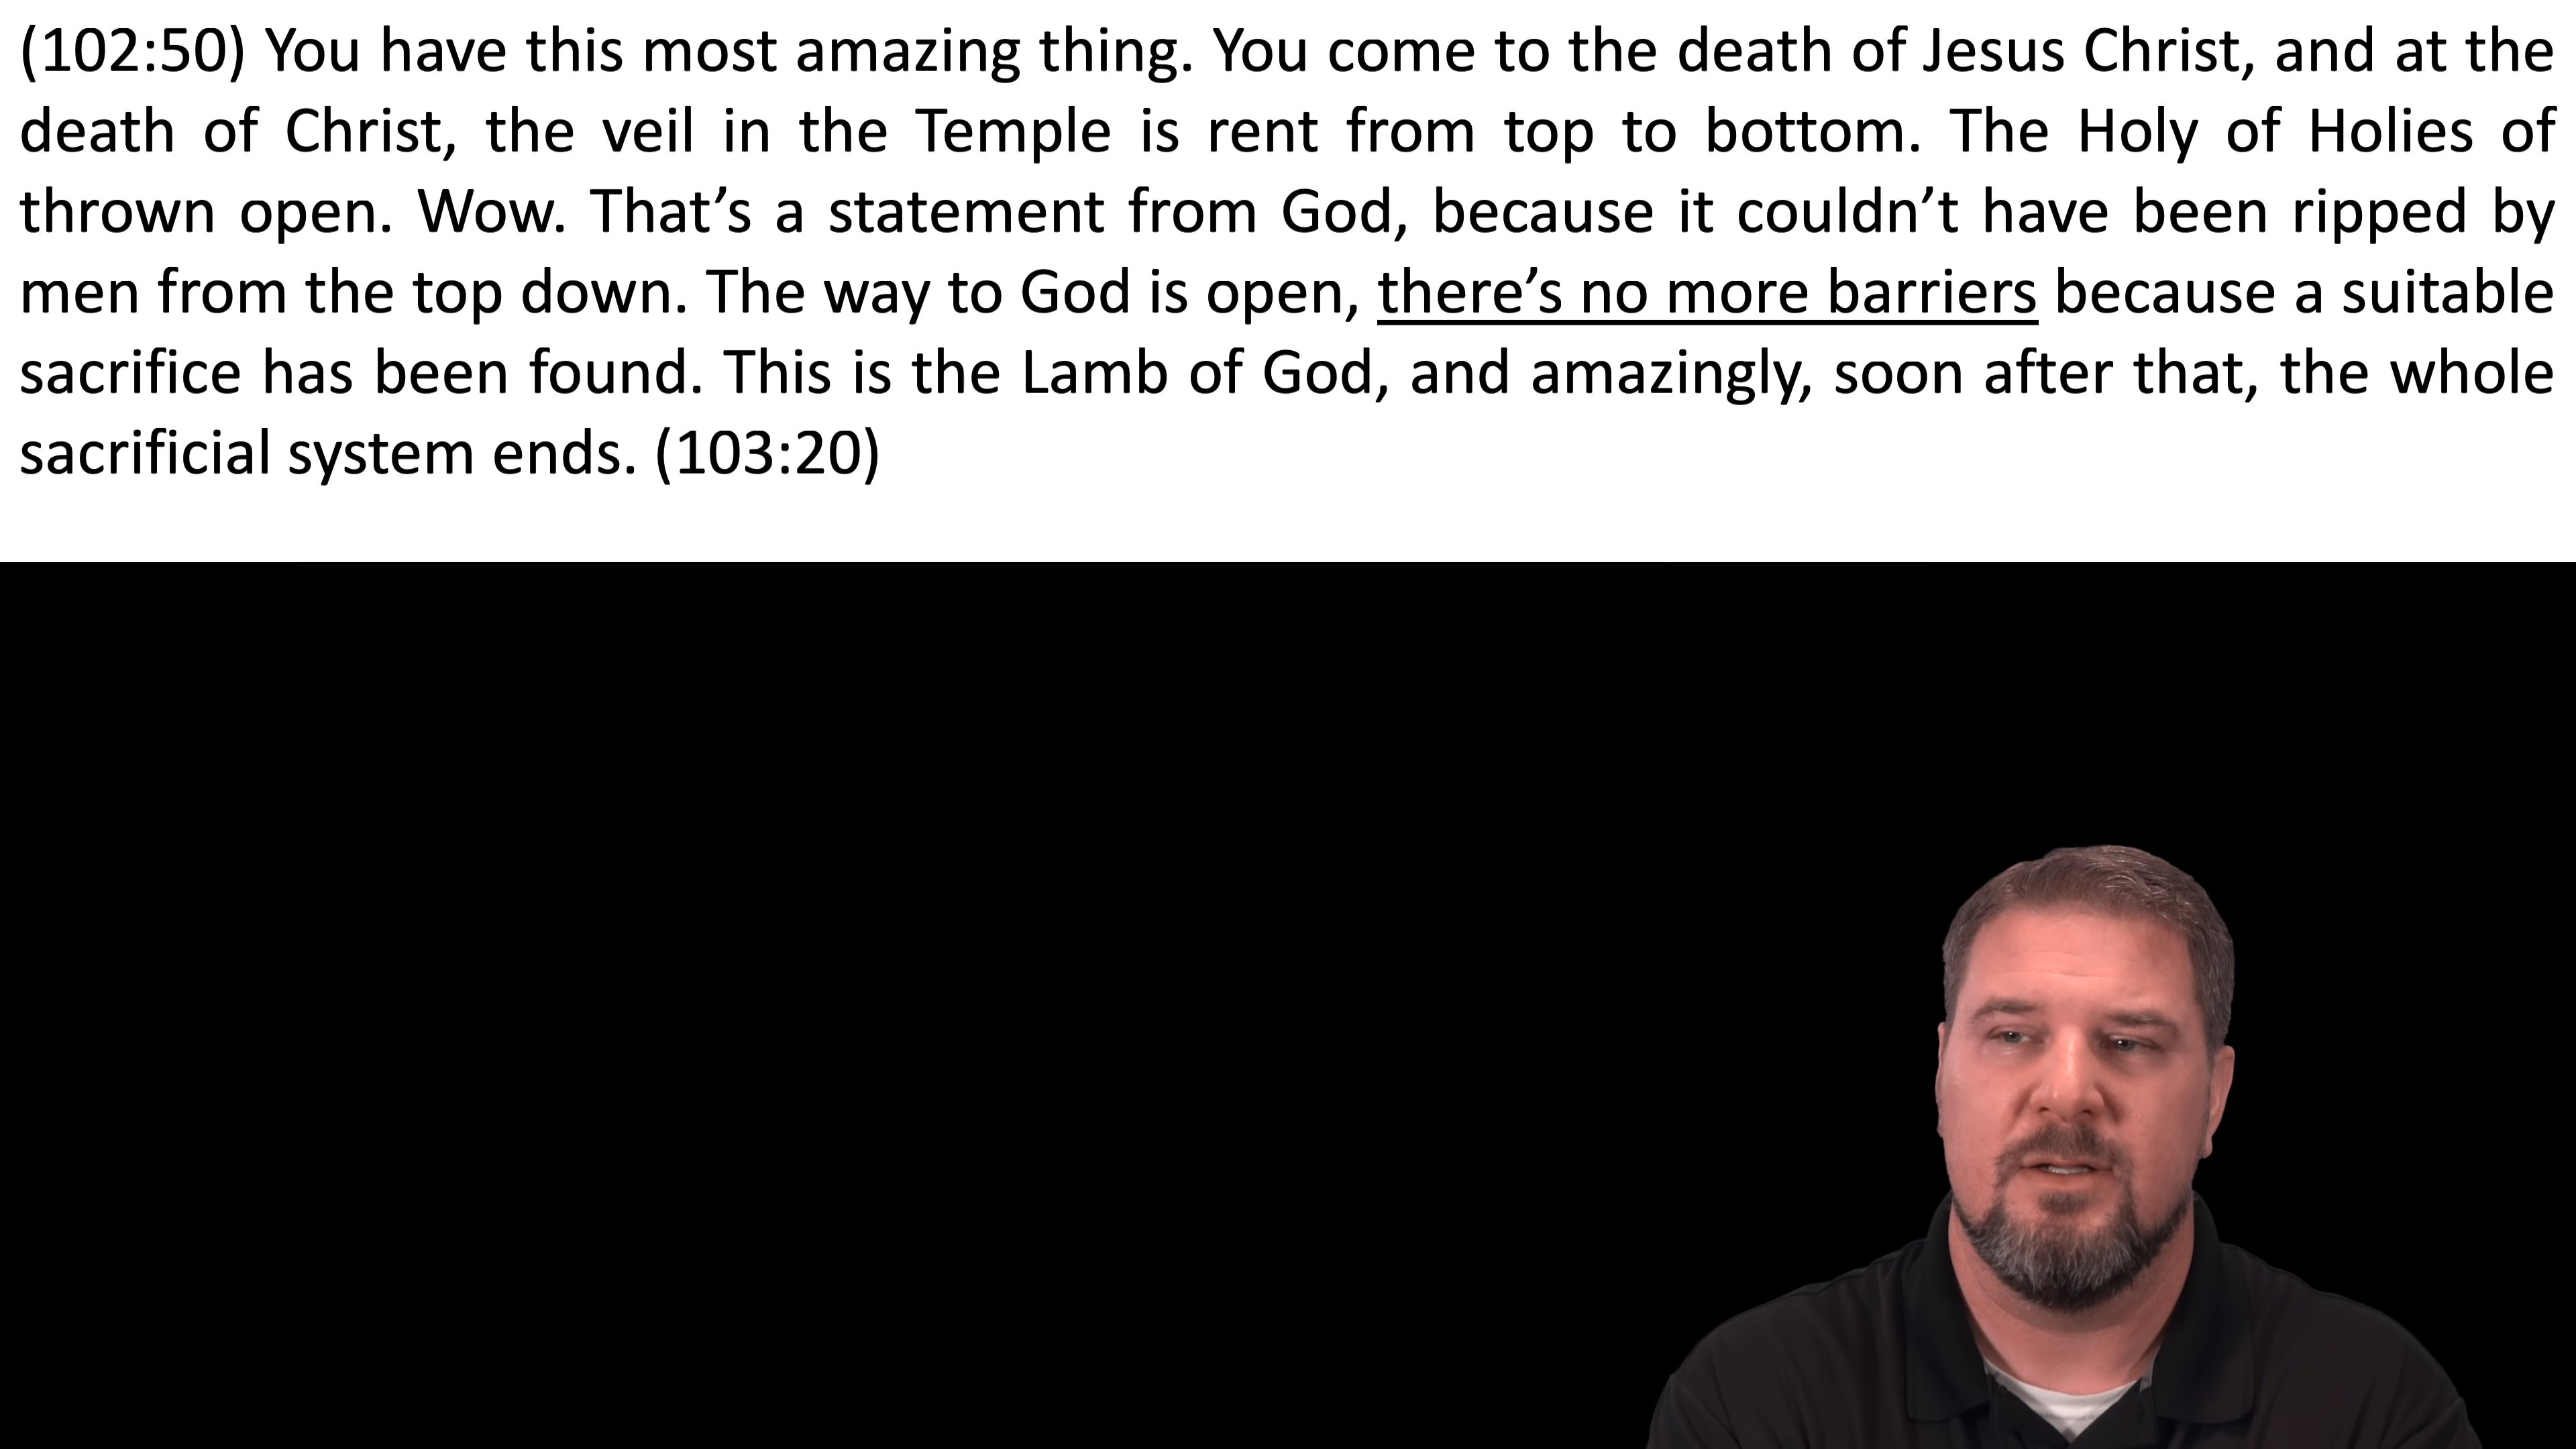 (102:50) You have this most amazing thing. You come to the death of Jesus Christ, and at the
death of Christ, the veil in the Temple is rent from top to bottom. The Holy of Holies of
thrown open. Wow. That’s a statement from God, because it couldn’t have been ripped by
men from the top down. The way to God is open, there’s no more barriers because a suitable
sacrifice has been found. This is the Lamb of God, and amazingly, soon after that, the whole
sacrificial system ends. (103:20)